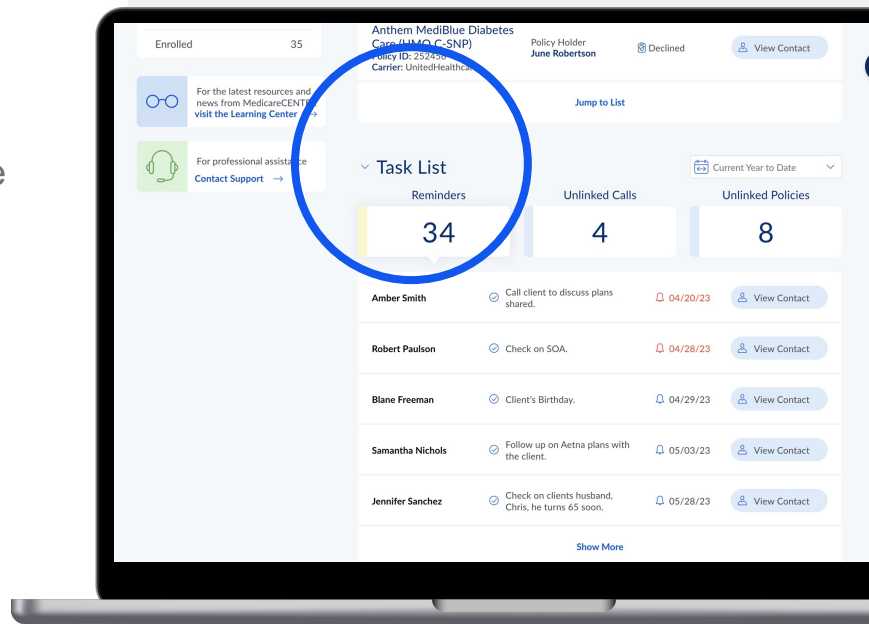 e
Enrolled 35
For the latest resources and
news from MedicareCENTER
visit the Learning Center →
For professional assistance
Contact Support →
Anthem MediBlue Diabetes
Care (HMO C-SNP)
Policy ID: 252456
Carrier: UnitedHealthcare
Policy Holder
June Robertson
Declined
View Contact
Jump to List
Task List
Current Year to Date
Reminders Unlinked Calls Unlinked Policies
34 4 8
Amber Smith
Call client to discuss plans
shared.
04/20/23 View Contact
Robert Paulson Check on SOA. 04/28/23 View Contact
Blane Freeman Client's Birthday. 04/29/23 View Contact
Samantha Nichols
Follow up on Aetna plans with
the client.
05/03/23 View Contact
Jennifer Sanchez
Check on clients husband,
Chris, he turns 65 soon.
05/28/23 View Contact
Show More